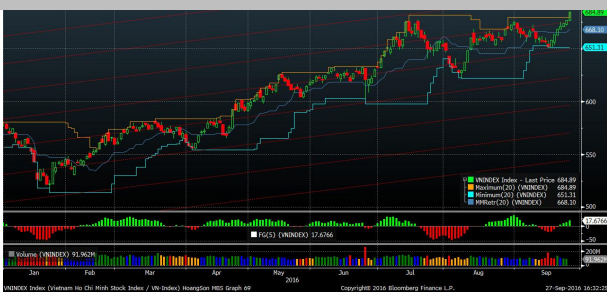 684.89
668.10
651.31
600
550
500
VNINDEX Index - Last Price 684.89
Maximum(20) (VNINDEX) 684.89
Minimum(20) (VNINDEX) 651.31
MMRetr(20) (VNINDEX) 668.10
FG(5) (VNINDEX) 17.6766
17.6766
-50
Volume (VNINDEX) 91.962M
200M
91.962M
Jan Feb Mar Apr May Jun Jul Aug Sep
2016
VNINDEX Index (Vietnam Ho Chi Minh Stock Index / VN-Index) HoangSon MBS Graph 69 Copyright© 2016 Bloomberg Finance L.P. 27-Sep-2016 16:32:25